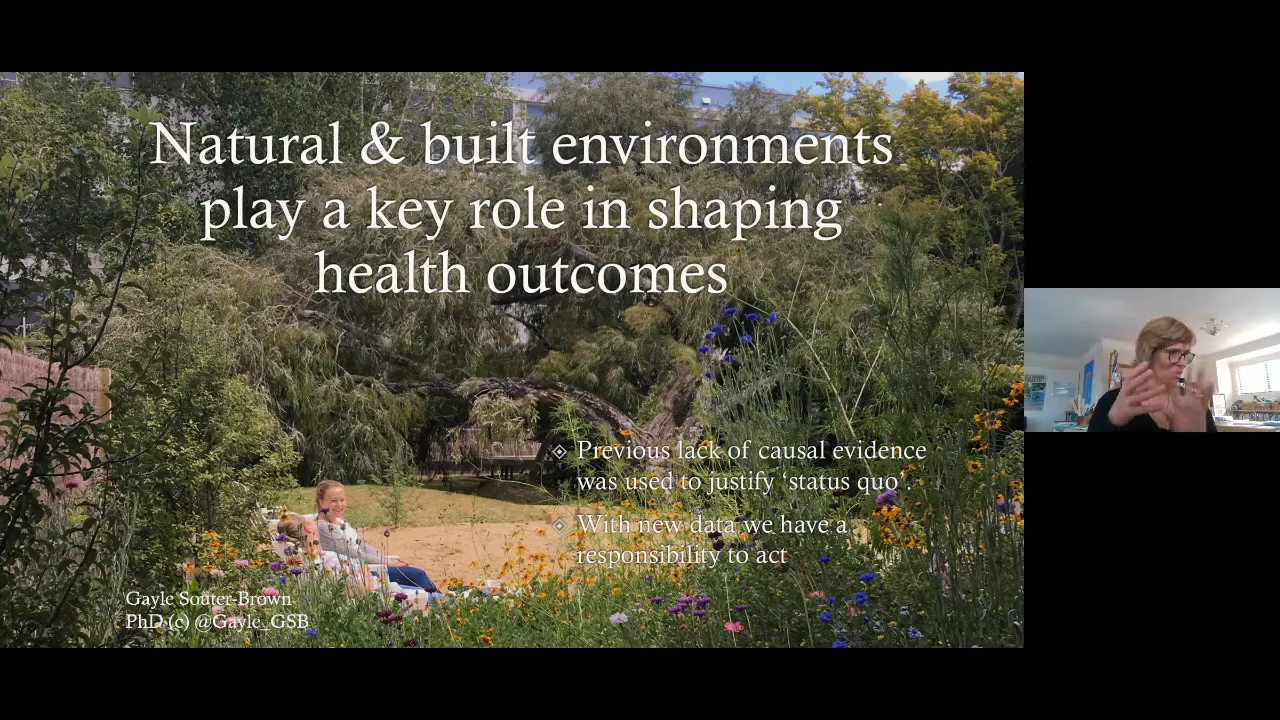 Natural & built environments
play a key role in shaping
health outcomes
Previous lack of causal evidence
was used to justify ‘status quo’.
With new data we have a
responsibility to act
Gayle Souter-Brown
PhD (c) @Gayle_GSB